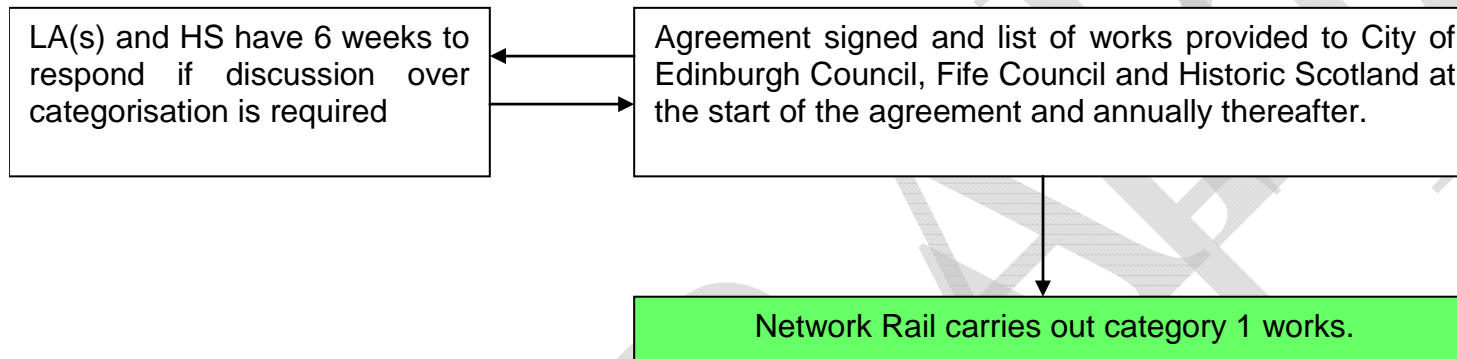 LA(s) and HS have 6 weeks to
respond if discussion over
categorisation is required
Agreement signed and list of works provided to City of
Edinburgh Council, Fife Council and Historic Scotland at
the start of the agreement and annually thereafter.
Network Rail carries out category 1 works.